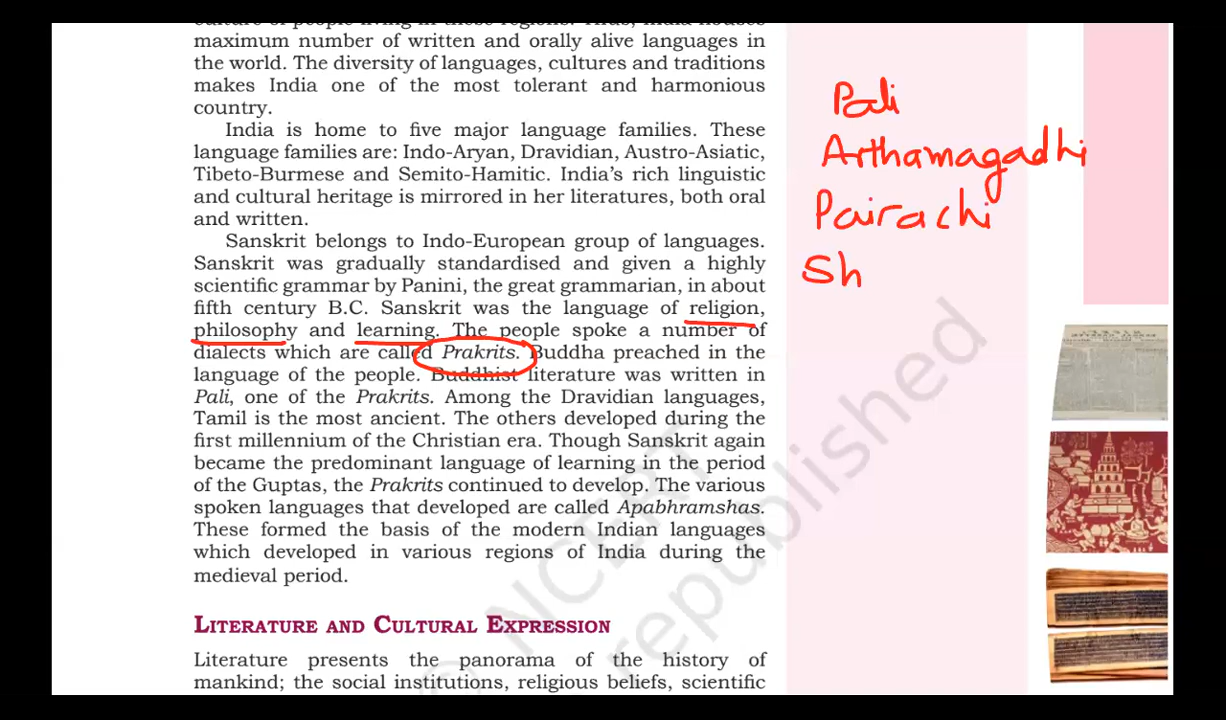 culture of people living in these regions. Thus, India houses
maximum number of written and orally alive languages in
the world. The diversity of languages, cultures and traditions
makes India one of the most tolerant and harmonious
country.
India is home to five major language families. These
language families are: Indo-Aryan, Dravidian, Austro-Asiatic,
Tibeto-Burmese and Semito-Hamitic. India's rich linguistic
and cultural heritage is mirrored in her literatures, both oral
and written.
Sanskrit belongs to Indo-European group of languages.
Sanskrit was gradually standardised and given a highly
scientific grammar by Panini, the great grammarian, in about
fifth century B.C. Sanskrit was the language of religion,
philosophy and learning. The people spoke a number of
dialects which are called Prakrits. Buddha preached in the
language of the people. Buddhist literature was written in
Pali, one of the Prakrits. Among the Dravidian languages,
Tamil is the most ancient. The others developed during the
first millennium of the Christian era. Though Sanskrit again
became the predominant language of learning in the period
of the Guptas, the Prakrits continued to develop. The various
spoken languages that developed are called Apabhramshas.
These formed the basis of the modern Indian languages
which developed in various regions of India during the
medieval period.
LITERATURE AND CULTURAL EXPRESSION
Literature presents the panorama of the history of
mankind; the social institutions, religious beliefs, scientific
Pali
Arthamagadhi
Pairachi
Sh
© NCERT
republished